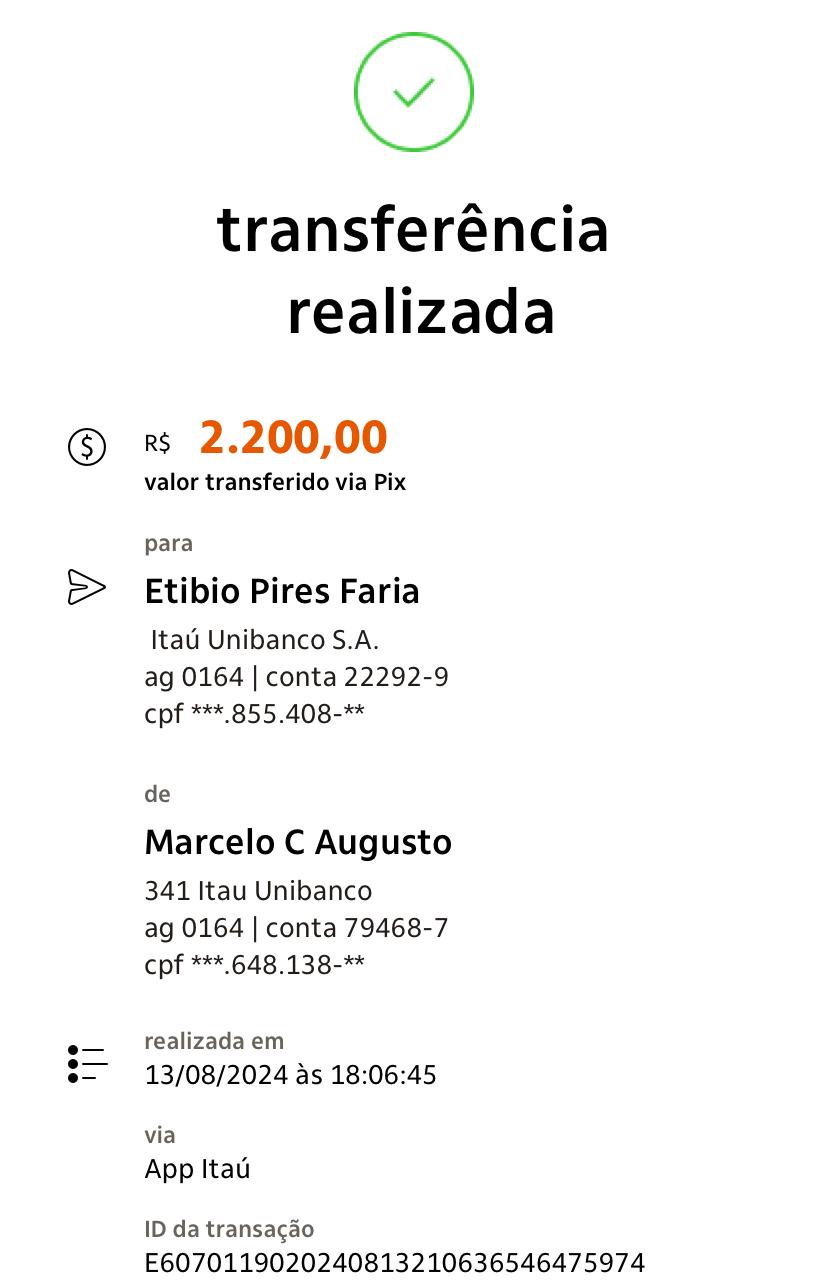 transferência
realizada
R$ 2.200,00
valor transferido via Pix
para
Etibio Pires Faria
Itaú Unibanco S.A.
ag 0164 | conta 22292-9
cpf ***.855.408-**
de
Marcelo C Augusto
341 Itau Unibanco
ag 0164 | conta 79468-7
cpf ***.648.138-**
realizada em
13/08/2024 às 18:06:45
via
App Itaú
ID da transação
E6070119020240813210636546475974